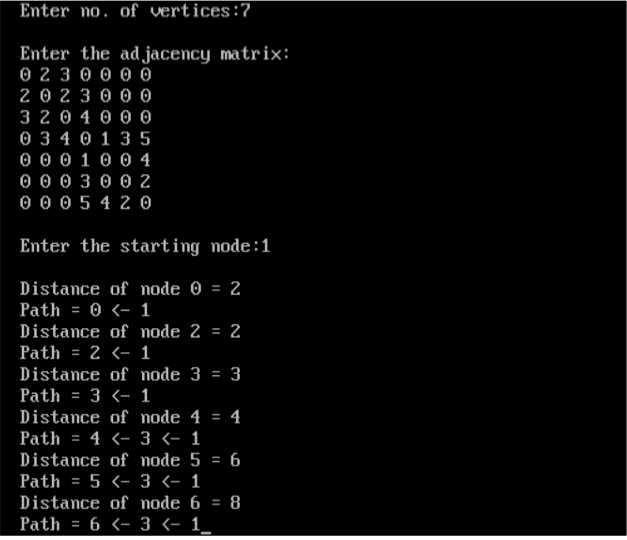 Enter no. of vertices:7
Enter the adjacency matrix:
0 2 3 0 0 0 0
2 0 2 3 0 0 0
3 2 0 4 0 0 0
0 3 4 0 1 3 5
0 0 0 1 0 0 4
0 0 0 3 0 0 2
0 0 0 5 4 2 0
Enter the starting node:1
Distance of node 0 = 2
Path = 0 <- 1
Distance of node 2 = 2
Path = 2 <- 1
Distance of node 3 = 3
Path = 3 <- 1
Distance of node 4 = 4
Path = 4 <- 3 <- 1
Distance of node 5 = 6
Path = 5 <- 3 <- 1
Distance of node 6 = 8
Path = 6 <- 3 <- 1_